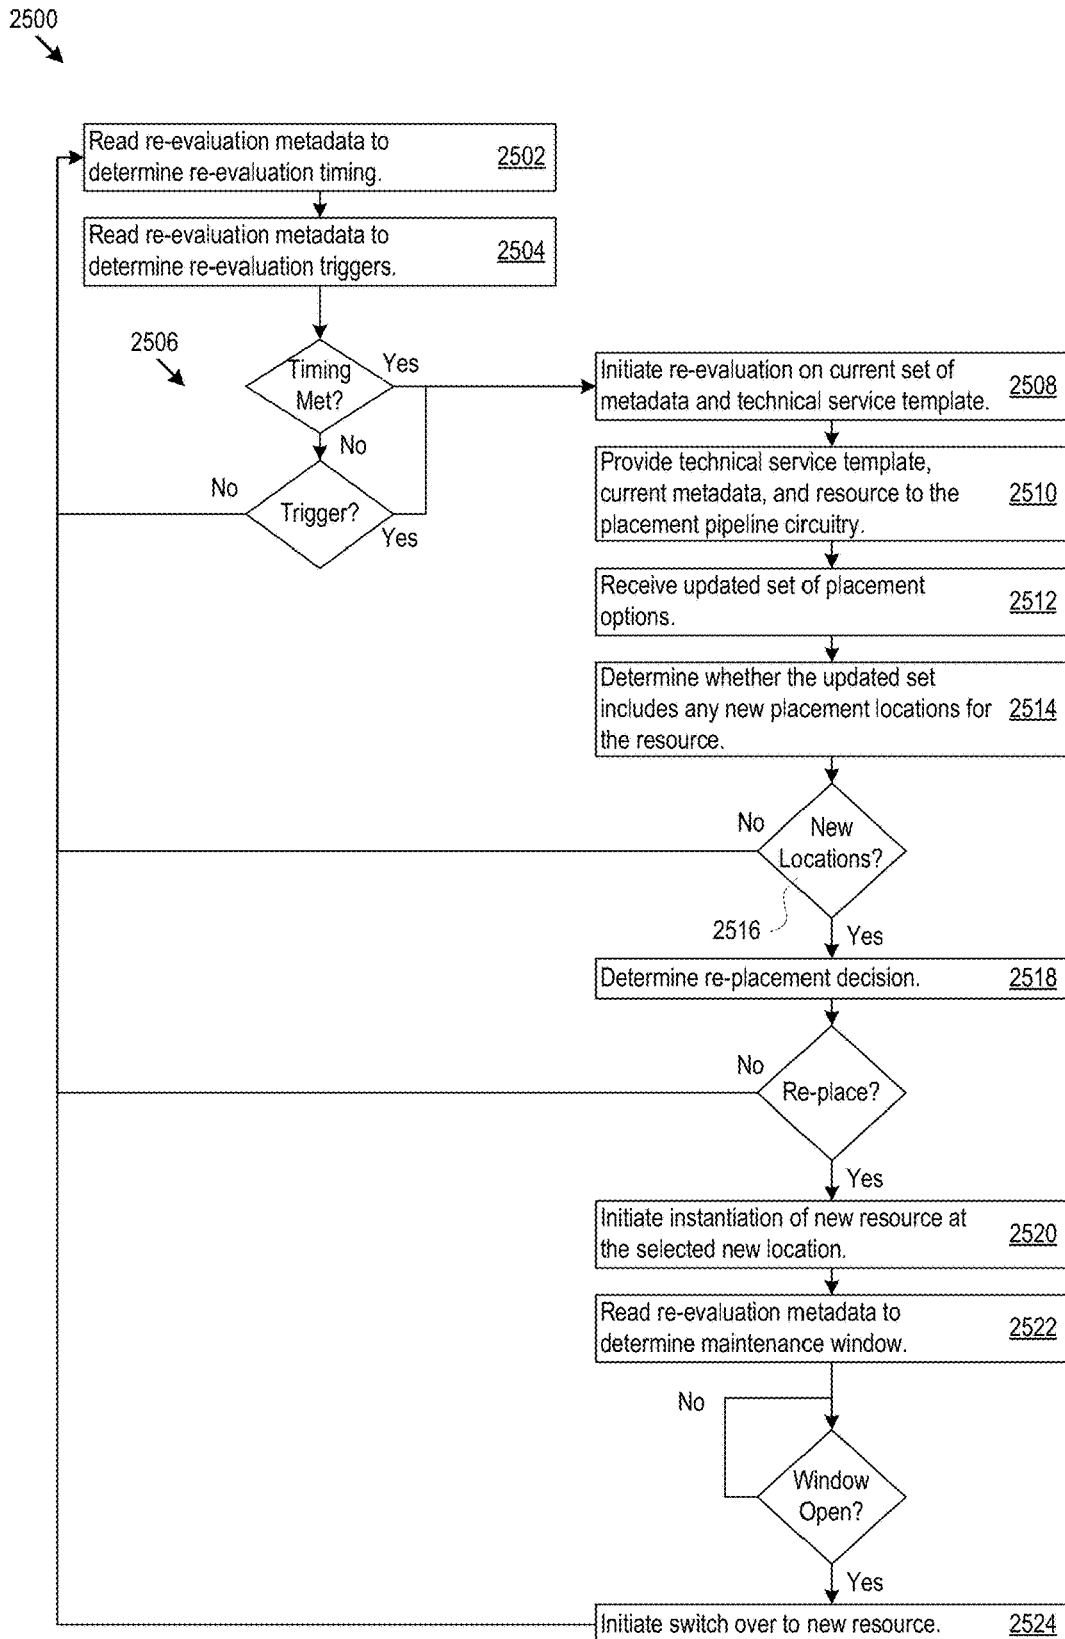 2500
Read re-evaluation metadata to
determine re-evaluation timing.
2502
Read re-evaluation metadata to
determine re-evaluation triggers.
2504
2506
Timing
Met?
Yes
No
Trigger?
No
Yes
Initiate re-evaluation on current set of
metadata and technical service template.
2508
Provide technical service template,
current metadata, and resource to the
placement pipeline circuitry.
2510
Receive updated set of placement
options.
2512
Determine whether the updated set
includes any new placement locations for
the resource.
2514
No
New
Locations?
2516
Yes
Determine re-placement decision.
2518
No
Re-place?
Yes
Initiate instantiation of new resource at
the selected new location.
2520
Read re-evaluation metadata to
determine maintenance window.
2522
No
Window
Open?
Yes
Initiate switch over to new resource.
2524